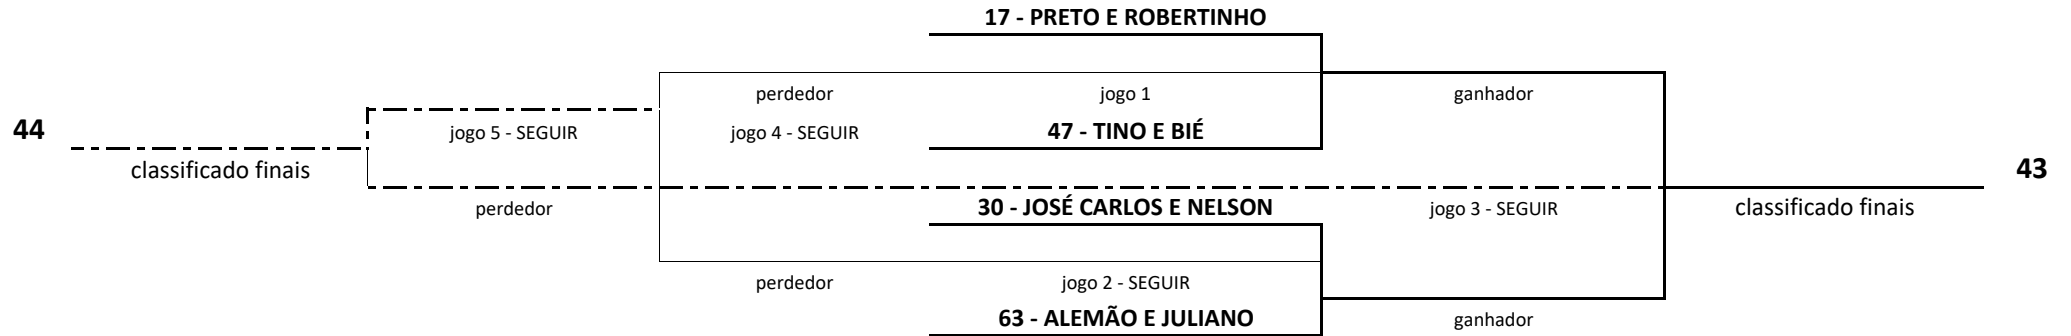 17 - PRETO E ROBERTINHO
perdedor jogo 1 ganhador
44 jogo 5 - SEGUIR jogo 4 - SEGUIR 47 - TINO E BIÉ
classificado finais 43
perdedor 30 - JOSÉ CARLOS E NELSON jogo 3 - SEGUIR classificado finais
perdedor jogo 2 - SEGUIR
63 - ALEMÃO E JULIANO ganhador